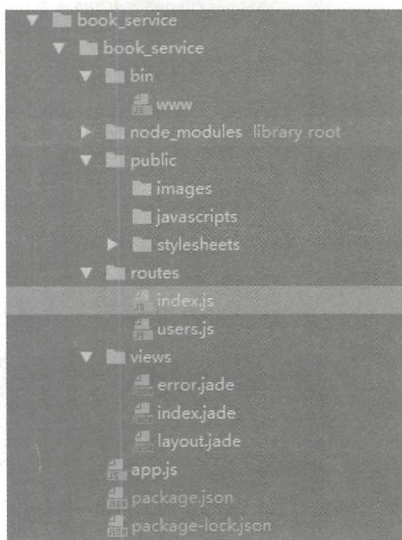 book_service
book_service
bin
www
node_modules library root
public
images
javascripts
stylesheets
routes
index.js
users.js
views
error.jade
index.jade
layout.jade
app.js
package.json
package-lock.json